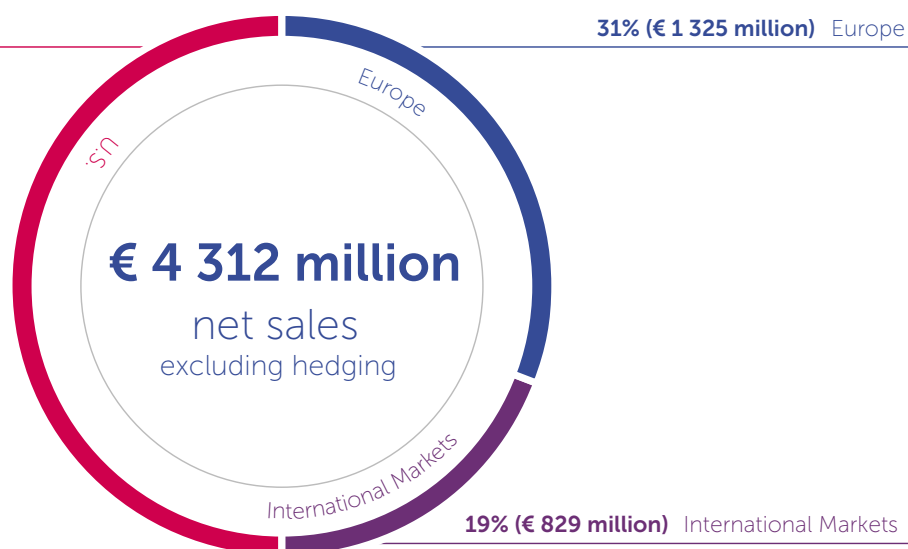 31% (€ 1 325 million) Europe
Europe
U.S.
€ 4 312 million
net sales
excluding hedging
International Markets
19% (€ 829 million) International Markets